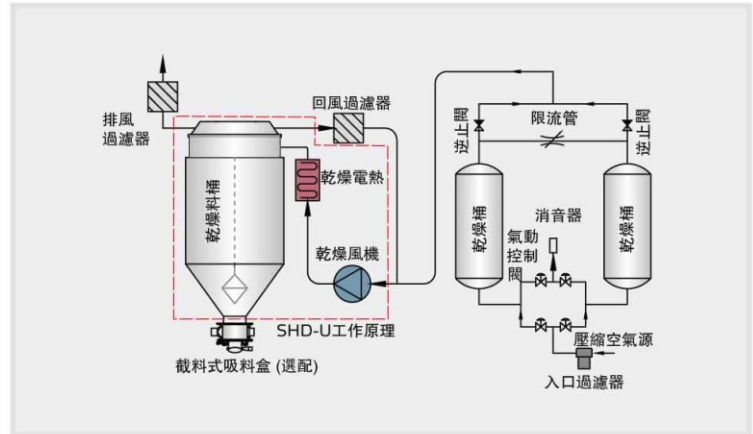 排風
過濾器
回風過濾器
乾燥料桶
乾燥電熱
乾燥風機
SHD-U工作原理
截料式吸料盒 (選配)
逆止閥
限流管
逆止閥
乾燥桶
消音器
氣動
控制
閥
乾燥桶
壓縮空氣源
入口過濾器